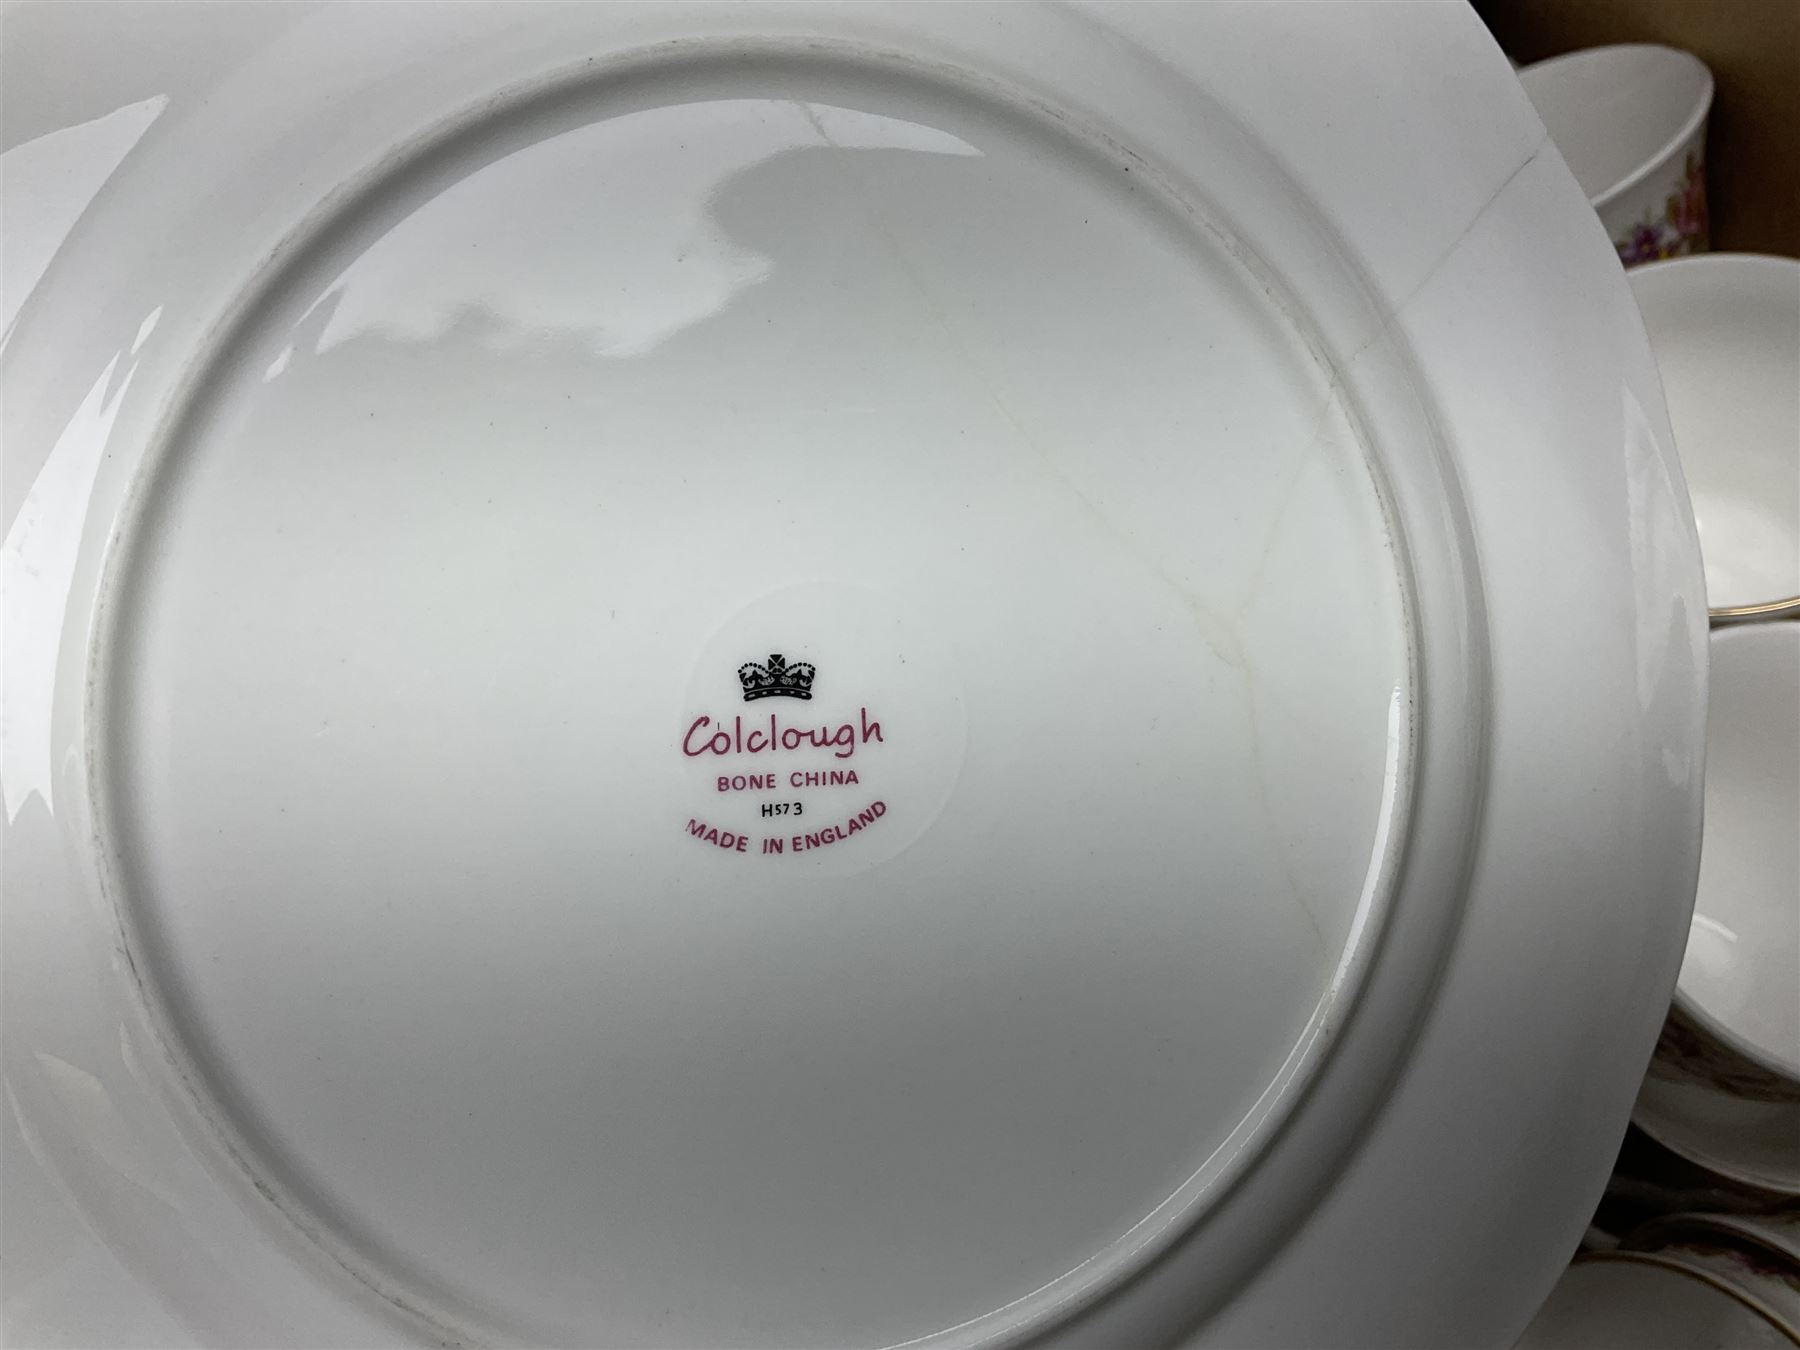 Colclough
BONE CHINA
H573
MADE IN ENGLAND